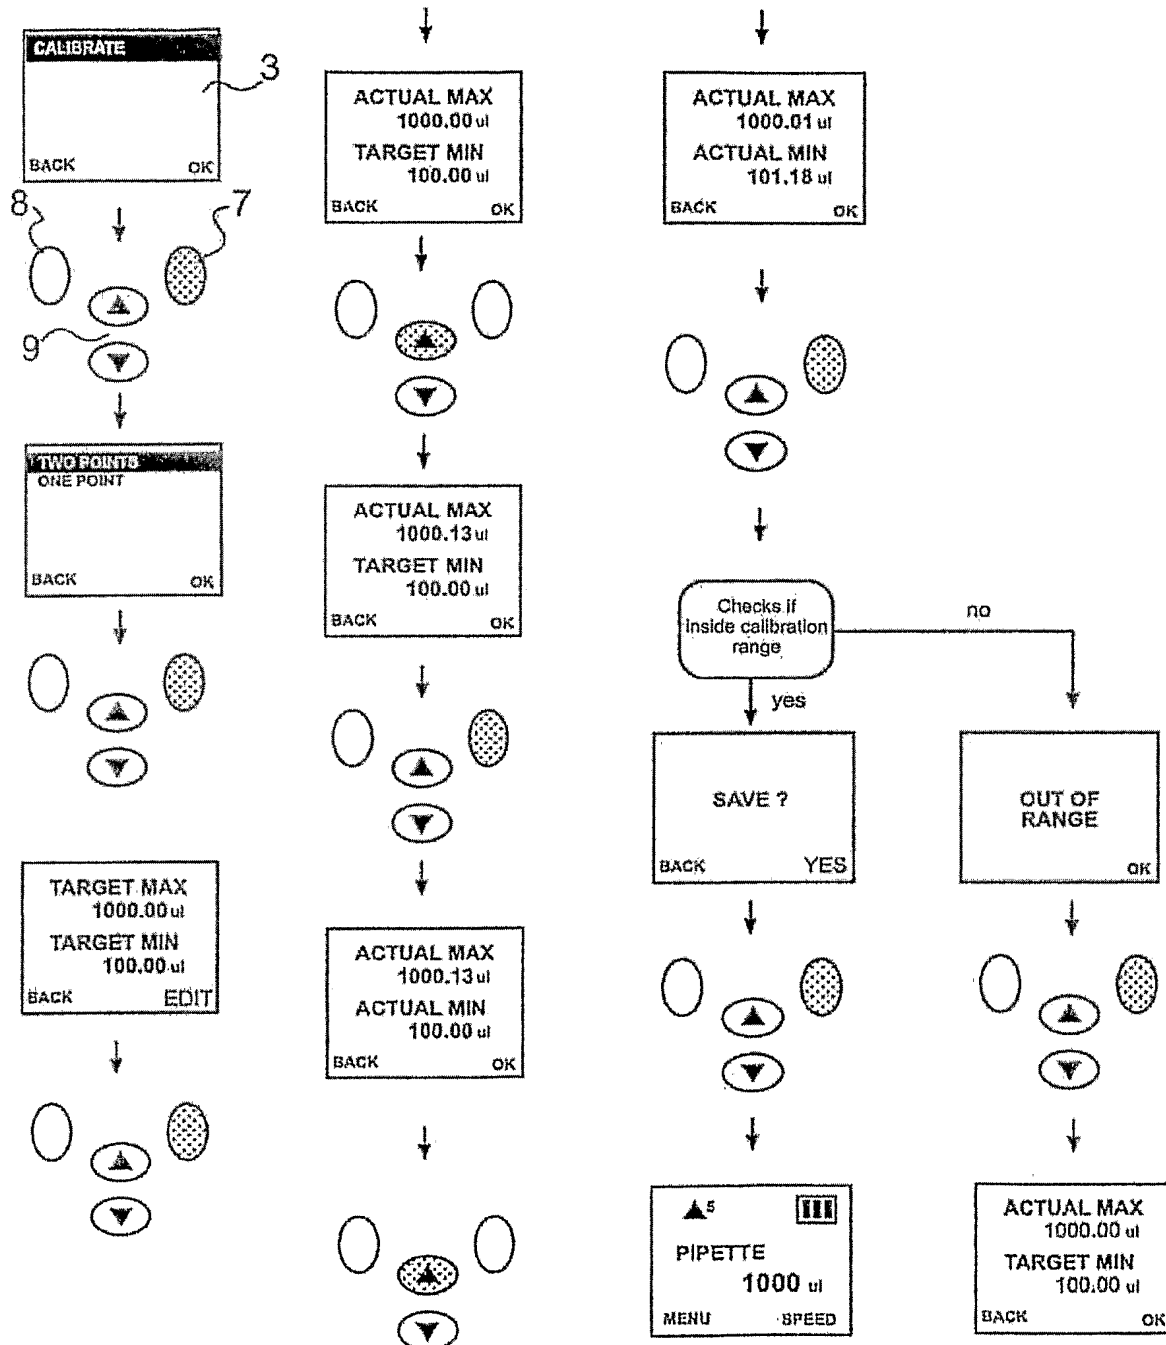 CALIBRATE
3
BACK OK
8
7
9
TWO POINTS
ONE POINT
BACK OK
TARGET MAX
1000.00 ul
TARGET MIN
100.00 ul
BACK EDIT
ACTUAL MAX
1000.00 ul
TARGET MIN
100.00 ul
BACK OK
ACTUAL MAX
1000.13 ul
TARGET MIN
100.00 ul
BACK OK
ACTUAL MAX
1000.13 ul
ACTUAL MIN
100.00 ul
BACK OK
ACTUAL MAX
1000.01 ul
ACTUAL MIN
101.18 ul
BACK OK
Checks if
inside calibration
range
no
yes
SAVE ?
BACK YES
OUT OF
RANGE
OK
5
PIPETTE
1000 ul
MENU SPEED
ACTUAL MAX
1000.00 ul
TARGET MIN
100.00 ul
BACK OK